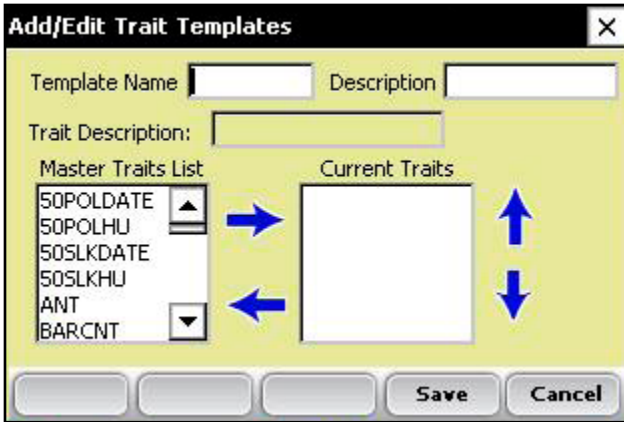 Add/Edit Trait Templates
Template Name Description
Trait Description:
Master Traits List Current Traits
50POLDATE
50POLHU
50SLKDATE
50SLKHU
ANT
BARCNT
Save Cancel